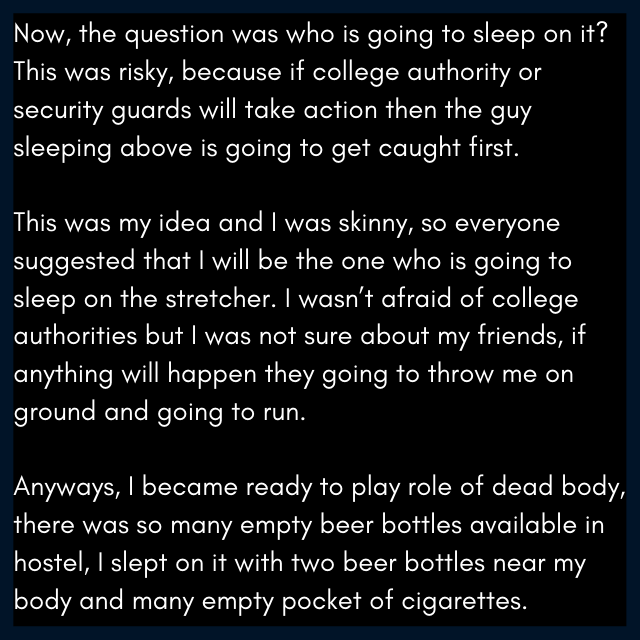 Now, the question was who is going to sleep on it?
This was risky, because if college authority or
security guards will take action then the guy
sleeping above is going to get caught first.
This was my idea and I was skinny, so everyone
suggested that I will be the one who is going to
sleep on the stretcher. I wasn't afraid of college
authorities but I was not sure about my friends, if
anything will happen they going to throw me on
ground and going to run.
Anyways, I became ready to play role of dead body,
there was so many empty beer bottles available in
hostel, I slept on it with two beer bottles near my
body and many empty pocket of cigarettes.